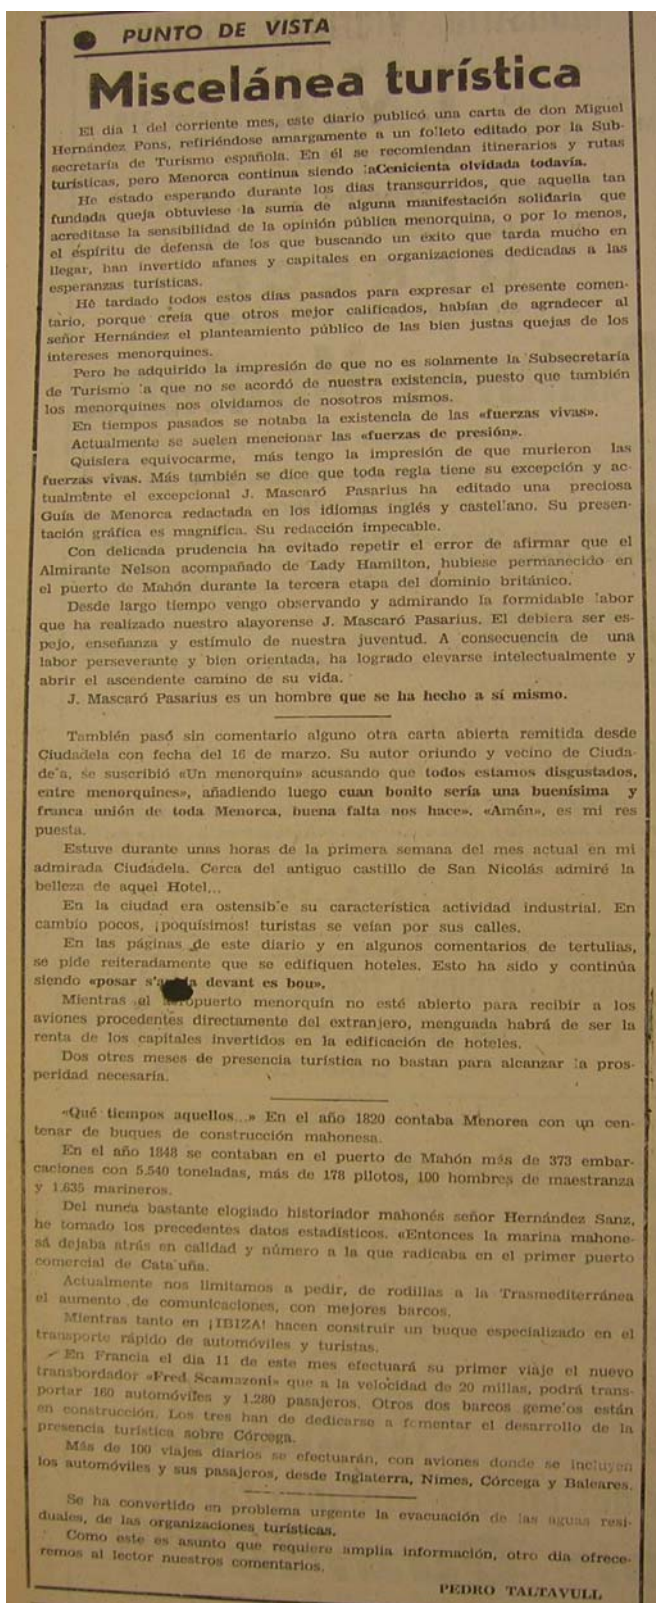 PUNTO DE VISTA
Miscelánea turística
El día 1 del corriente mes, este diario publicó una carta de don Miguel
Hernández Pons, refiriéndose amargamente a un folleto editado por la Sub-
secretaría de Turismo española. En él se recomiendan itinerarios y rutas
turísticas, pero Menorca continua siendo laCenicienta olvidada todavía.
He estado esperando durante los dias transcurridos, que aquella tan
fundada queja obtuviese la suma de alguna manifestación solidaria que
acreditase la sensibilidad de la opinión pública menorquina, o por lo menos,
el espíritu de defensa de los que buscando un éxito que tarda mucho en
llegar, han invertido afanes y capitales en organizaciones dedicadas a las
esperanzas turísticas.
He tardado todos estos días pasados para expresar el presente comen-
tario, porque creía que otros mejor calificados, habían de agradecer al
señor Hernández el planteamiento público de las bien justas quejas de los
intereses menorquines.
Pero he adquirido la impresión de que no es solamente la Subsecretaría
de Turismo la que no se acordó de nuestra existencia, puesto que también
los menorquines nos olvidamos de nosotros mismos.
En tiempos pasados se notaba la existencia de las «fuerzas vivas».
Actualmente se suelen mencionar las «fuerzas de presión».
Quisiera equivocarme, más tengo la impresión de que murieron las
fuerzas vivas. Más también se dice que toda regla tiene su excepción y ac-
tualmente el excepcional J. Mascaró Pasarius ha editado una preciosa
Guía de Menorca redactada en los idiomas inglés y castellano. Su presen-
tación gráfica es magnífica. Su redacción impecable.
Con delicada prudencia ha evitado repetir el error de afirmar que el
Almirante Nelson acompañado de Lady Hamilton, hubiese permanecido en
el puerto de Mahón durante la tercera etapa del dominio británico.
Desde largo tiempo vengo observando y admirando la formidable labor
que ha realizado nuestro alayorense J. Mascaró Pasarius. El debiera ser es-
pejo, enseñanza y estímulo de nuestra juventud. A consecuencia de una
labor perseverante y bien orientada, ha logrado elevarse intelectualmente y
abrir el ascendente camino de su vida.
J. Mascaró Pasarius es un hombre que se ha hecho a sí mismo.
También pasó sin comentario alguno otra carta abierta remitida desde
Ciudadela con fecha del 16 de marzo. Su autor oriundo y vecino de Ciuda-
dela, se suscribió «Un menorquin» acusando que todos estamos disgustados,
entre menorquines», añadiendo luego cuan bonito sería una buenísima y
franca unión de toda Menorca, buena falta nos hace». «Amén», es mi res
puesta.
Estuve durante unas horas de la primera semana del mes actual en mi
admirada Ciudadela. Cerca del antiguo castillo de San Nicolás admiré la
belleza de aquel Hotel...
En la ciudad era ostensible su característica actividad industrial. En
cambio pocos, ¡poquísimos! turistas se veían por sus calles.
En las páginas de este diario y en algunos comentarios de tertulias,
se pide reiteradamente que se edifiquen hoteles. Esto ha sido y continúa
siendo «posar devant es bou».
Mientras el aeropuerto menorquín no esté abierto para recibir a los
aviones procedentes directamente del extranjero, menguada habrá de ser la
renta de los capitales invertidos en la edificación de hoteles.
Dos otres meses de presencia turística no bastan para alcanzar la pros-
peridad necesaria.
«Qué tiempos aquellos...» En el año 1820 contaba Menorea con un cen-
tenar de buques de construcción mahonesa.
En el año 1848 se contaban en el puerto de Mahón más de 373 embar-
caciones con 5.540 toneladas, más de 178 pilotos, 100 hombres de maestranza
y 1.635 marineros.
Del nunca bastante elogiado historiador mahonés señor Hernández Sanz,
he tomado los precedentes datos estadísticos. «Entonces la marina mahone-
sa dejaba atrás en calidad y número a la que radicaba en el primer puerto
comercial de Cataluña.
Actualmente nos limitamos a pedir, de rodillas a la Trasmediterránea
el aumento de comunicaciones, con mejores barcos.
Mientras tanto en ¡IBIZA! hacen construir un buque especializado en el
transporte rápido de automóviles y turistas.
En Francia el día 11 de este mes efectuará su primer viaje el nuevo
transbordador «Fred Scamazoni» que a la velocidad de 20 millas, podrá trans-
portar 160 automóviles y 1.280 pasajeros. Otros dos barcos gemelos están
en construcción. Los tres han de dedicarse a fomentar el desarrollo de la
presencia turística sobre Córcega.
Más de 100 viajes diarios se efectuarán, con aviones donde se incluyen
los automóviles y sus pasajeros, desde Inglaterra, Nimes, Córcega y Baleares.
Se ha convertido en problema urgente la evacuación de las aguas resi-
duales, de las organizaciones turísticas.
Como este es asunto que requiere amplia información, otro día ofrece-
remos al lector nuestros comentarios.
PEDRO TALTAVULL